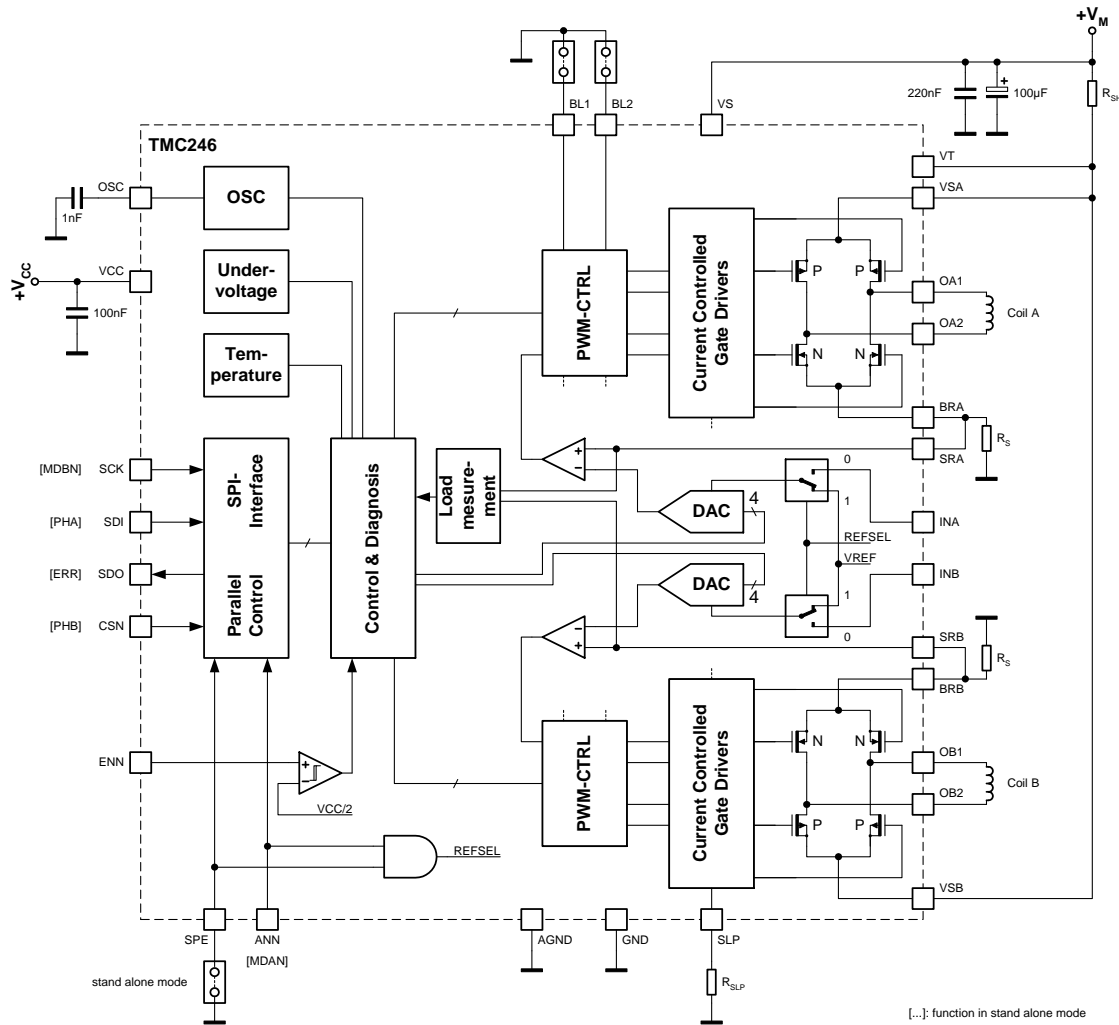 +VM
220nF
100µF
RSH
BL1
BL2
VS
TMC246
VT
VSA
OSC
1nF
OSC
+VCC
VCC
100nF
Under-
voltage
Tem-
perature
PWM-CTRL
Current Controlled
Gate Drivers
P
P
N
N
OA1
OA2
Coil A
BRA
SRA
RS
[MDBN]
SCK
[PHA]
SDI
[ERR]
SDO
[PHB]
CSN
SPI-
Interface
Parallel
Control
Control & Diagnosis
Load
mesure-
ment
+
−
DAC
4
0
1
INA
REFSEL
VREF
INB
DAC
4
1
0
−
+
SRB
BRB
RS
ENN
+
−
VCC/2
REFSEL
PWM-CTRL
Current Controlled
Gate Drivers
N
N
P
P
OB1
OB2
Coil B
VSB
SPE
ANN
[MDAN]
AGND
GND
SLP
stand alone mode
RSLP
[...]: function in stand alone mode